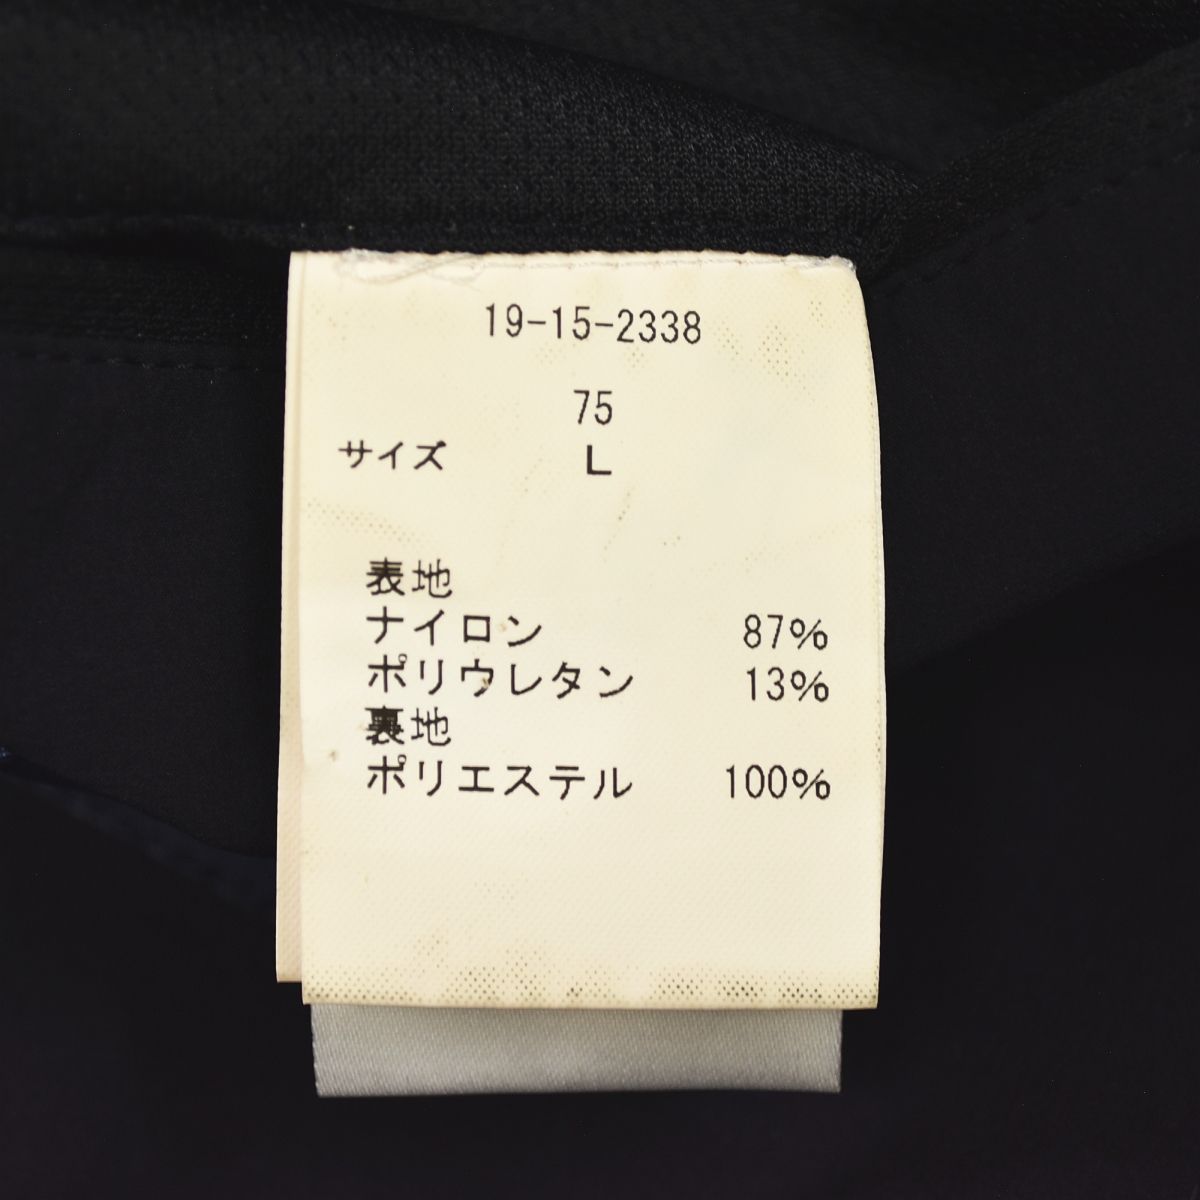 19-15-2338
75
サイズ L
表地
ナイロン 87%
ポリウレタン 13%
裏地
ポリエステル 100%